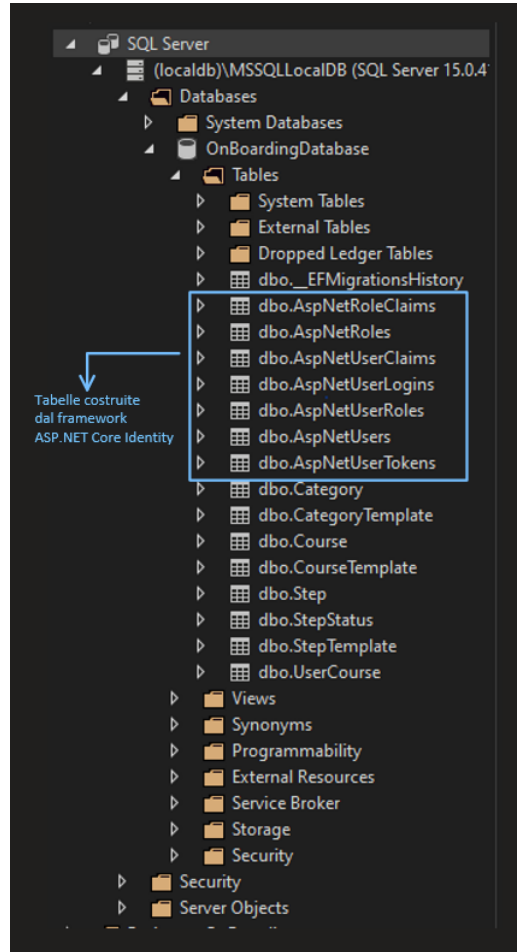 SQL Server
(localdb)\MSSQLLocalDB (SQL Server 15.0.4
Databases
System Databases
OnBoardingDatabase
Tables
System Tables
External Tables
Dropped Ledger Tables
dbo.__EFMigrationsHistory
dbo.AspNetRoleClaims
dbo.AspNetRoles
dbo.AspNetUserClaims
dbo.AspNetUserLogins
dbo.AspNetUserRoles
dbo.AspNetUsers
dbo.AspNetUserTokens
Tabelle costruite
dal framework
ASP.NET Core Identity
dbo.Category
dbo.CategoryTemplate
dbo.Course
dbo.CourseTemplate
dbo.Step
dbo.StepStatus
dbo.StepTemplate
dbo.UserCourse
Views
Synonyms
Programmability
External Resources
Service Broker
Storage
Security
Security
Server Objects